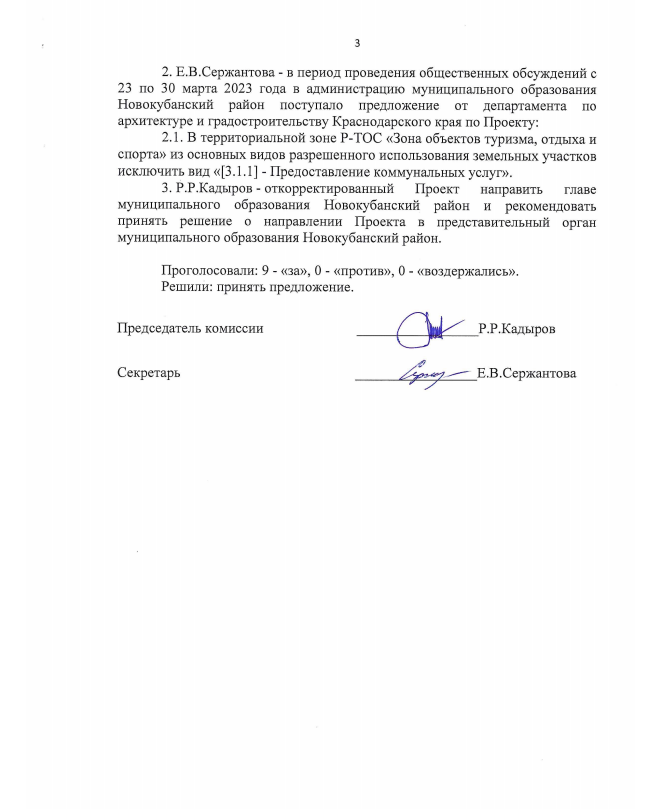 3
2. Е.В.Сержантова - в период проведения общественных обсуждений с
23 по 30 марта 2023 года в администрацию муниципального образования
Новокубанский район поступало предложение от департамента по
архитектуре и градостроительству Краснодарского края по Проекту:
2.1. В территориальной зоне Р-ТОС «Зона объектов туризма, отдыха и
спорта» из основных видов разрешенного использования земельных участков
исключить вид «[3.1.1] - Предоставление коммунальных услуг».
3. Р.Р.Кадыров - откорректированный Проект направить главе
муниципального образования Новокубанский район и рекомендовать
принять решение о направлении Проекта в представительный орган
муниципального образования Новокубанский район.
Проголосовали: 9 - «за», 0 - «против», 0 - «воздержались».
Решили: принять предложение.
Председатель комиссии Р.Р.Кадыров
Секретарь Е.В.Сержантова